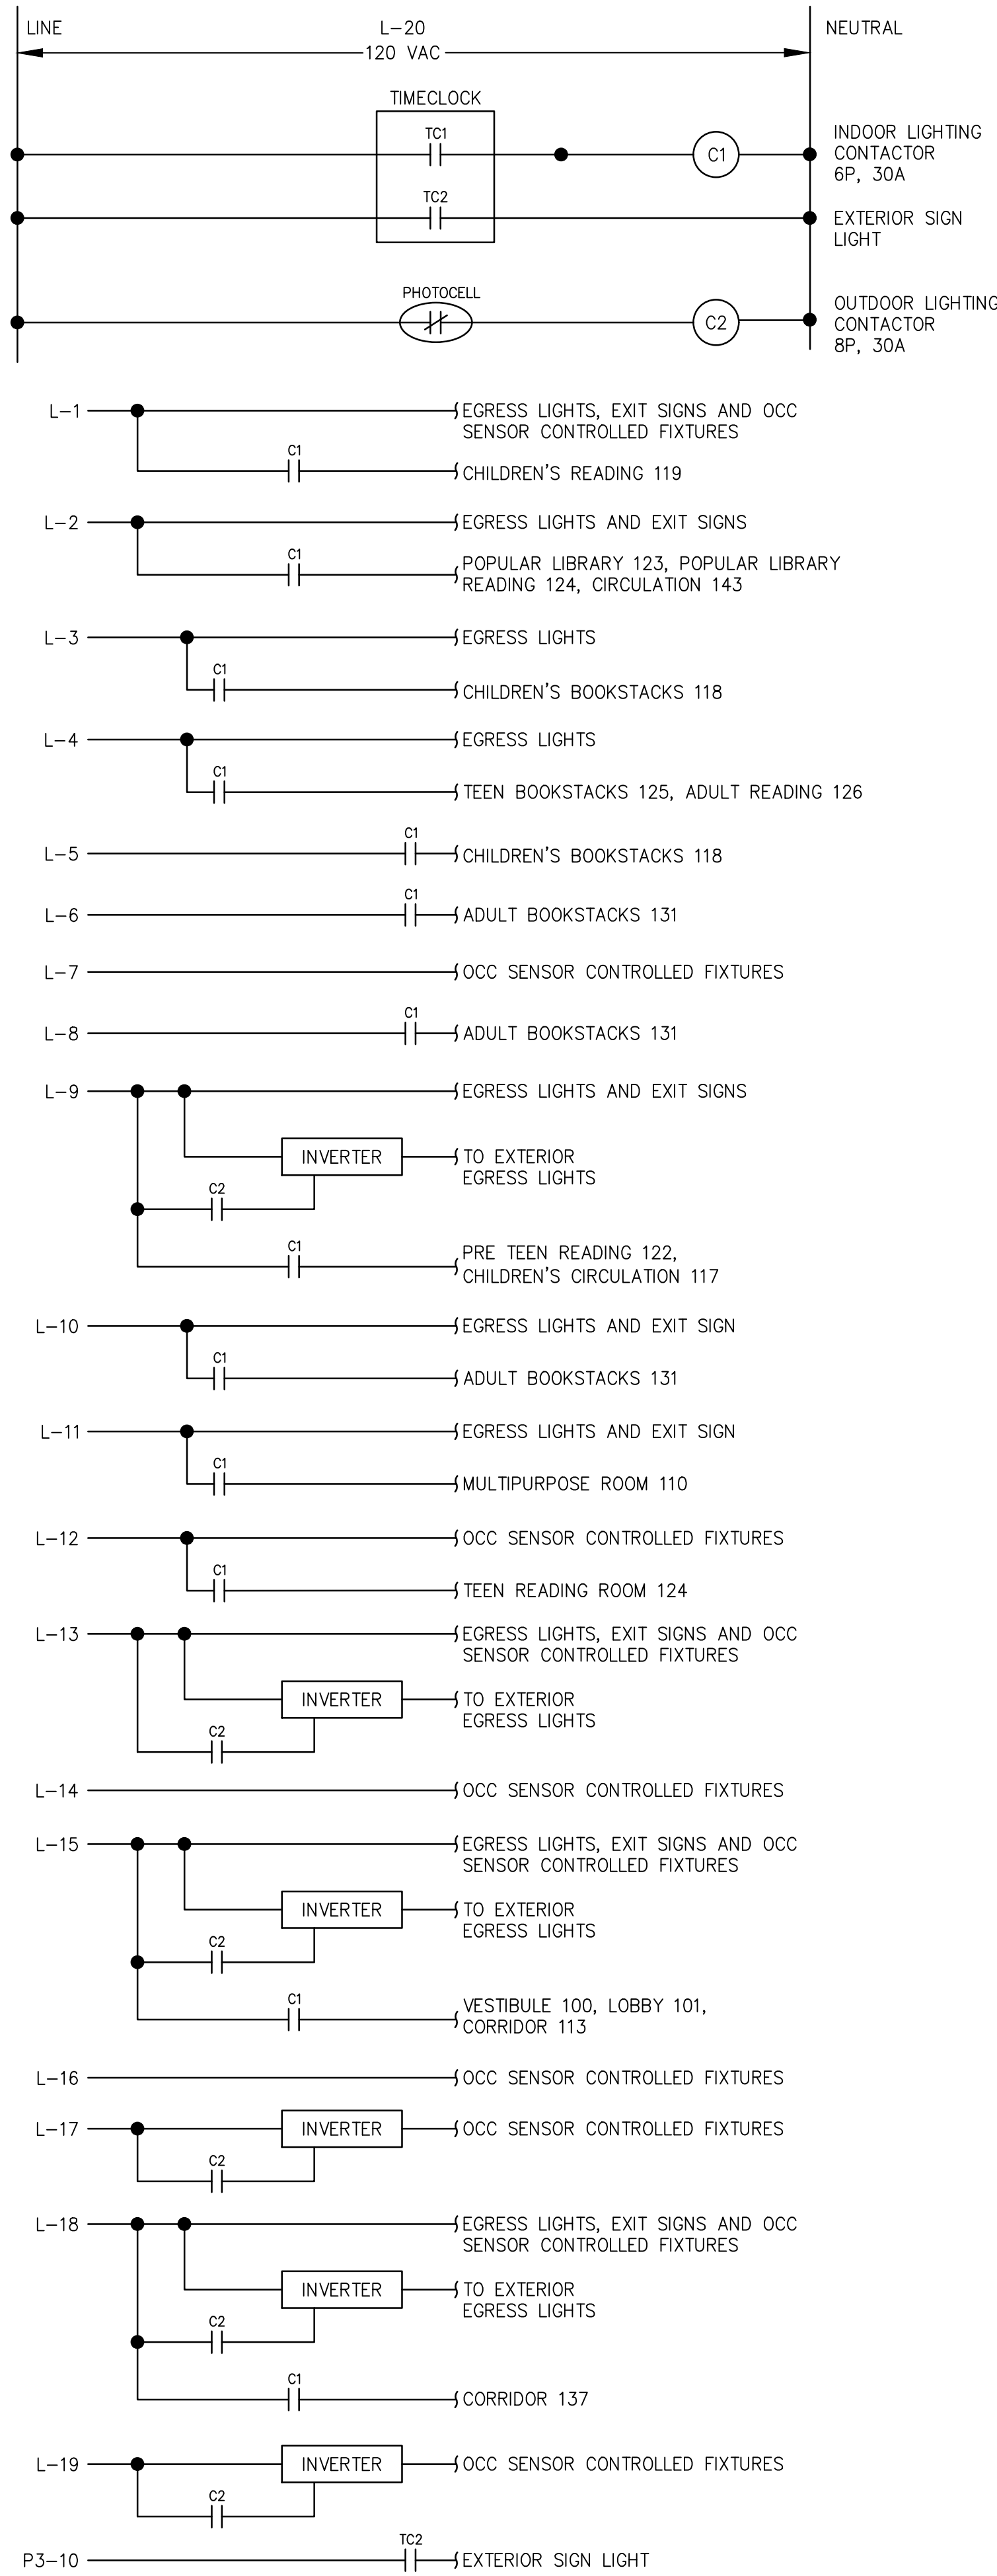 LINE
L-20
NEUTRAL
120 VAC
TIMECLOCK
TC1
C1
INDOOR LIGHTING
CONTACTOR
6P, 30A
TC2
EXTERIOR SIGN
LIGHT
PHOTOCELL
C2
OUTDOOR LIGHTING
CONTACTOR
8P, 30A
L-1
EGRESS LIGHTS, EXIT SIGNS AND OCC
SENSOR CONTROLLED FIXTURES
C1
CHILDREN'S READING 119
L-2
EGRESS LIGHTS AND EXIT SIGNS
C1
POPULAR LIBRARY 123, POPULAR LIBRARY
READING 124, CIRCULATION 143
L-3
EGRESS LIGHTS
C1
CHILDREN'S BOOKSTACKS 118
L-4
EGRESS LIGHTS
C1
TEEN BOOKSTACKS 125, ADULT READING 126
L-5
C1
CHILDREN'S BOOKSTACKS 118
L-6
C1
ADULT BOOKSTACKS 131
L-7
OCC SENSOR CONTROLLED FIXTURES
L-8
C1
ADULT BOOKSTACKS 131
L-9
EGRESS LIGHTS AND EXIT SIGNS
INVERTER
TO EXTERIOR
EGRESS LIGHTS
C2
C1
PRE TEEN READING 122,
CHILDREN'S CIRCULATION 117
L-10
EGRESS LIGHTS AND EXIT SIGN
C1
ADULT BOOKSTACKS 131
L-11
EGRESS LIGHTS AND EXIT SIGN
C1
MULTIPURPOSE ROOM 110
L-12
OCC SENSOR CONTROLLED FIXTURES
C1
TEEN READING ROOM 124
L-13
EGRESS LIGHTS, EXIT SIGNS AND OCC
SENSOR CONTROLLED FIXTURES
INVERTER
TO EXTERIOR
EGRESS LIGHTS
C2
L-14
OCC SENSOR CONTROLLED FIXTURES
L-15
EGRESS LIGHTS, EXIT SIGNS AND OCC
SENSOR CONTROLLED FIXTURES
INVERTER
TO EXTERIOR
EGRESS LIGHTS
C2
C1
VESTIBULE 100, LOBBY 101,
CORRIDOR 113
L-16
OCC SENSOR CONTROLLED FIXTURES
L-17
INVERTER
OCC SENSOR CONTROLLED FIXTURES
C2
L-18
EGRESS LIGHTS, EXIT SIGNS AND OCC
SENSOR CONTROLLED FIXTURES
INVERTER
TO EXTERIOR
EGRESS LIGHTS
C2
C1
CORRIDOR 137
L-19
INVERTER
OCC SENSOR CONTROLLED FIXTURES
C2
P3-10
TC2
EXTERIOR SIGN LIGHT